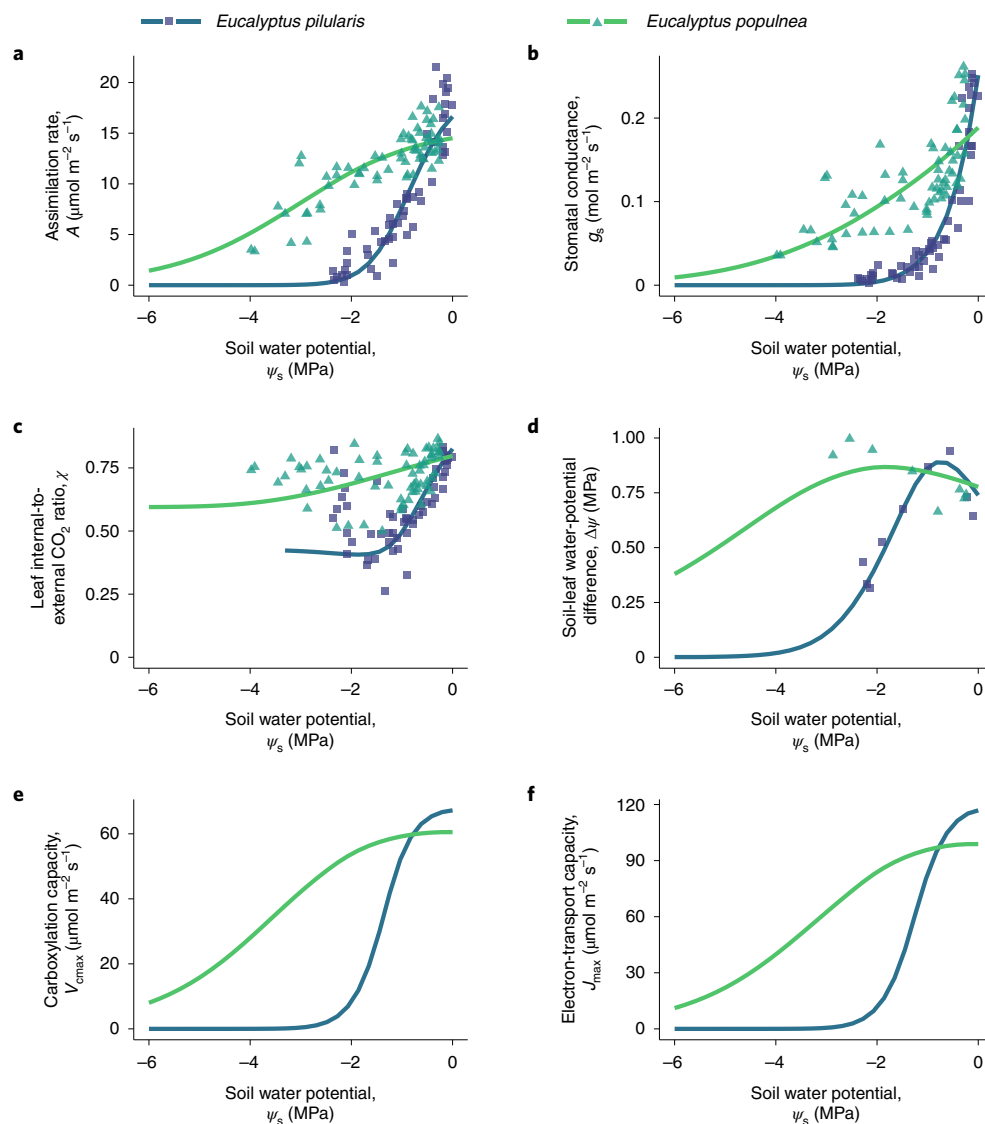 Eucalyptus pilularis
Eucalyptus populnea
a
Assimilation rate,
A (μmol m−2 s−1)
20
15
10
5
0
−6 −4 −2 0
Soil water potential,
ψs (MPa)
b
Stomatal conductance,
gs (mol m−2 s−1)
0.2
0.1
0
−6 −4 −2 0
Soil water potential,
ψs (MPa)
c
Leaf internal-to-
external CO2 ratio, χ
0.75
0.50
0.25
0
−6 −4 −2 0
Soil water potential,
ψs (MPa)
d
Soil-leaf water-potential
difference, Δψ (MPa)
1.00
0.75
0.50
0.25
0
−6 −4 −2 0
Soil water potential,
ψs (MPa)
e
Carboxylation capacity,
Vcmax (μmol m−2 s−1)
60
40
20
0
−6 −4 −2 0
Soil water potential,
ψs (MPa)
f
Electron-transport capacity,
Jmax (μmol m−2 s−1)
120
90
60
30
0
−6 −4 −2 0
Soil water potential,
ψs (MPa)